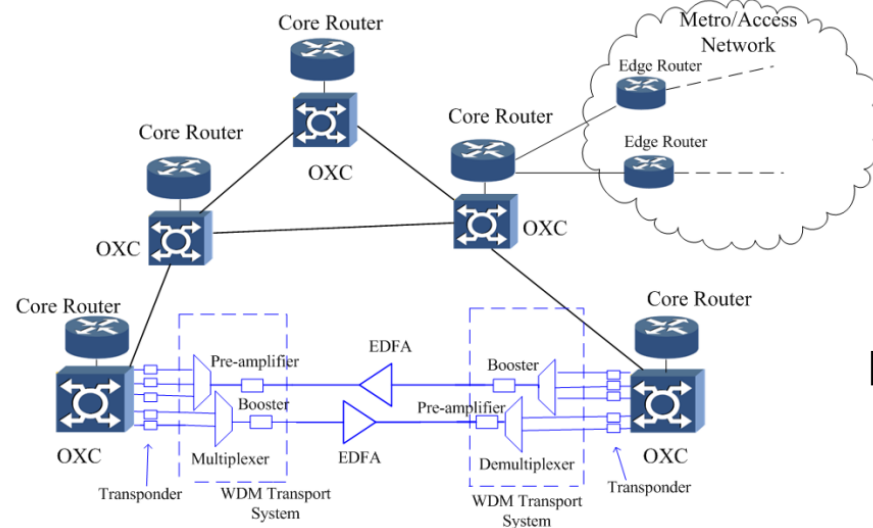 Core Router
OXC
Metro/Access
Network
Edge Router
Edge Router
Core Router
OXC
Core Router
OXC
Core Router
OXC
Pre-amplifier
Booster
Multiplexer
Transponder
WDM Transport
System
EDFA
EDFA
Booster
Pre-amplifier
Demultiplexer
WDM Transport
System
Transponder
Core Router
OXC